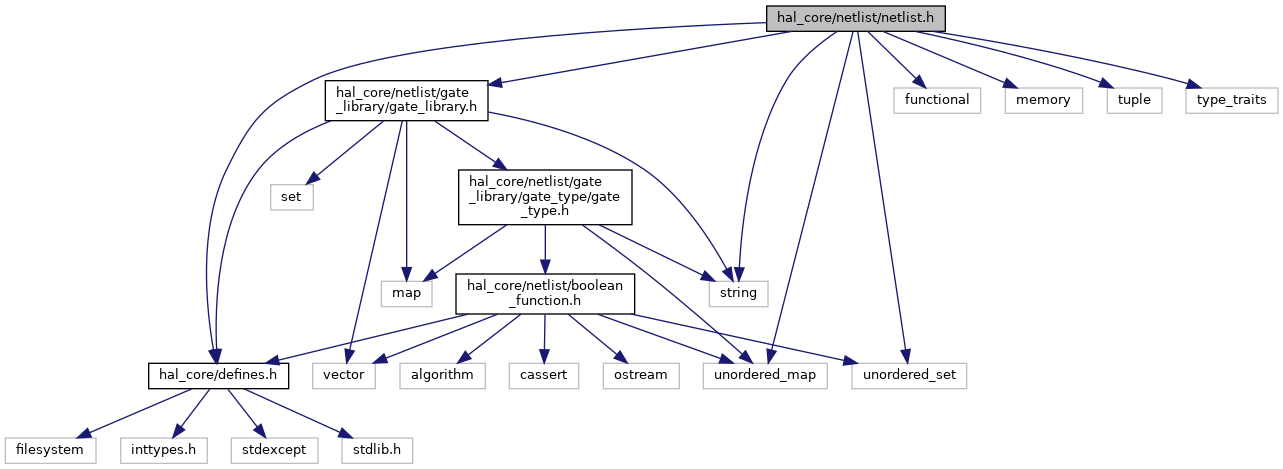 hal_core/netlist/netlist.h
hal_core/netlist/gate
_library/gate_library.h
functional
memory
tuple
type_traits
set
hal_core/netlist/gate
_library/gate_type/gate
_type.h
map
hal_core/netlist/boolean
_function.h
string
hal_core/defines.h
vector
algorithm
cassert
ostream
unordered_map
unordered_set
filesystem
inttypes.h
stdexcept
stdlib.h